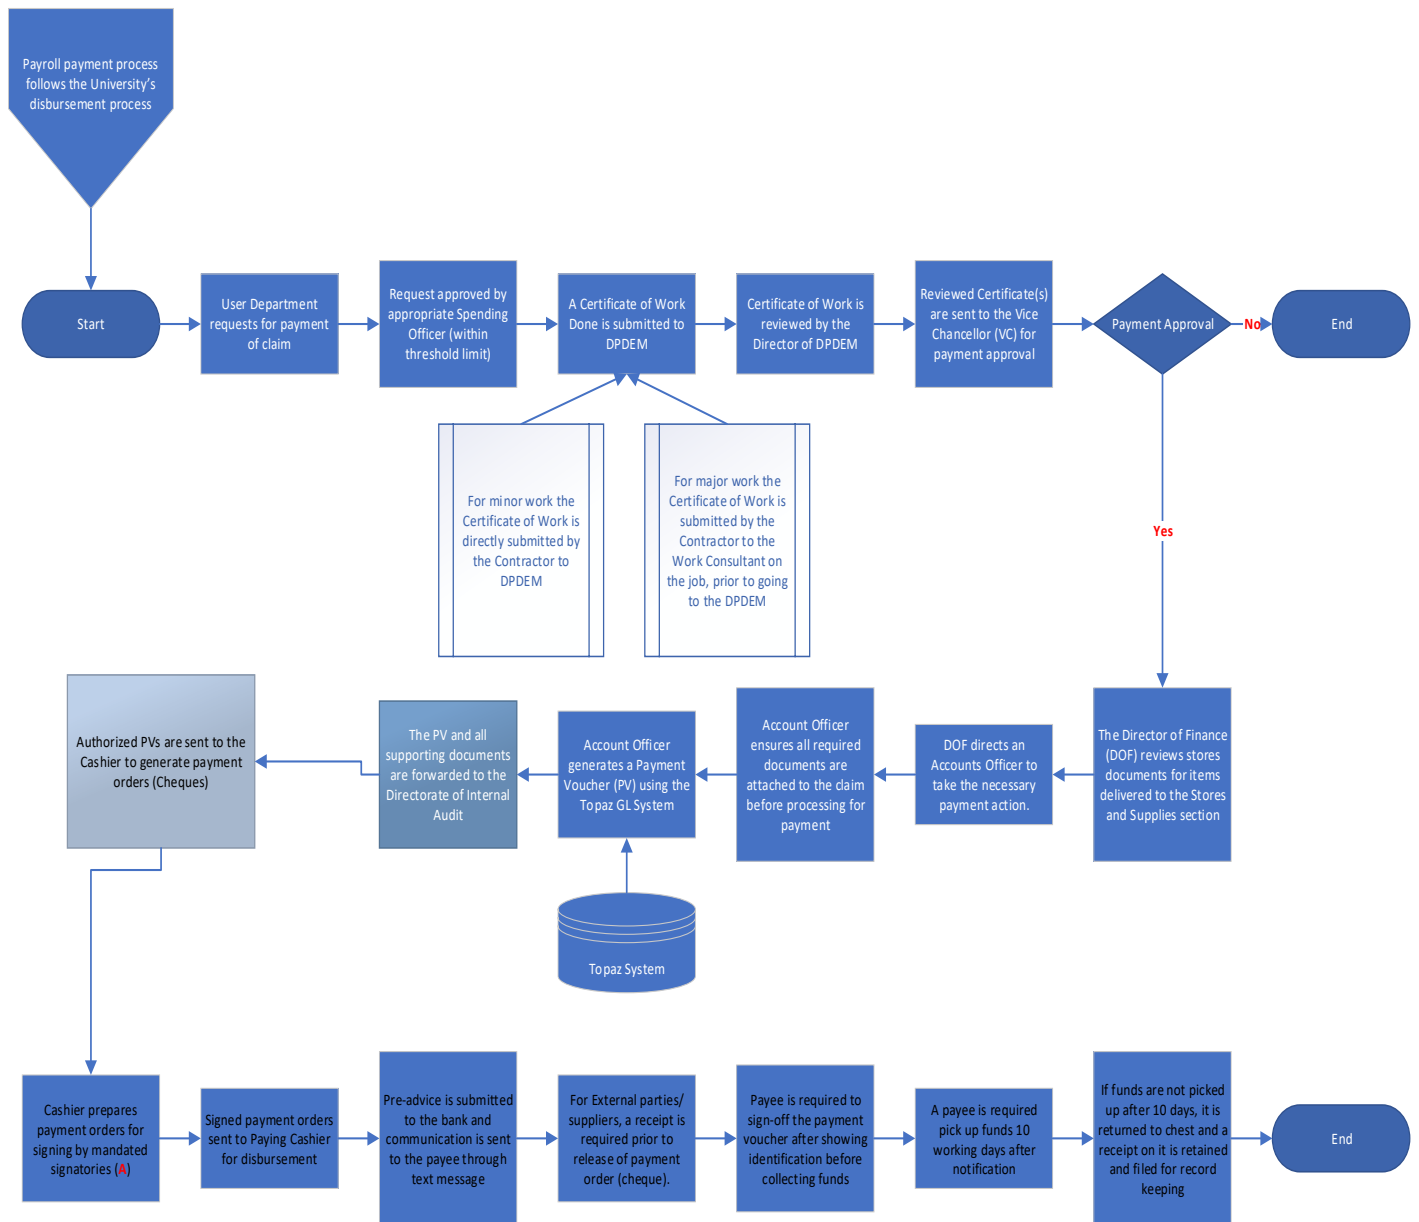 Payroll payment process
follows the University's
disbursement process
Start
User Department
requests for payment
of claim
Request approved by
appropriate Spending
Officer (within
threshold limit)
A Certificate of Work
Done is submitted to
DPDEM
Certificate of Work is
reviewed by the
Director of DPDEM
Reviewed Certificate(s)
are sent to the Vice
Chancellor (VC) for
payment approval
Payment Approval
No
End
For minor work the
Certificate of Work is
directly submitted by
the Contractor to
DPDEM
For major work the
Certificate of Work is
submitted by the
Contractor to the
Work Consultant on
the job, prior to going
to the DPDEM
Yes
The Director of Finance
(DOF) reviews stores
documents for items
delivered to the Stores
and Supplies section
DOF directs an
Accounts Officer to
take the necessary
payment action.
Account Officer
ensures all required
documents are
attached to the claim
before processing for
payment
Account Officer
generates a Payment
Voucher (PV) using the
Topaz GL System
Topaz System
The PV and all
supporting documents
are forwarded to the
Directorate of Internal
Audit
Authorized PVs are sent to the
Cashier to generate payment
orders (Cheques)
Cashier prepares
payment orders for
signing by mandated
signatories (A)
Signed payment orders
sent to Paying Cashier
for disbursement
Pre-advice is submitted
to the bank and
communication is sent
to the payee through
text message
For External parties/
suppliers, a receipt is
required prior to
release of payment
order (cheque).
Payee is required to
sign-off the payment
voucher after showing
identification before
collecting funds
A payee is required
pick up funds 10
working days after
notification
If funds are not picked
up after 10 days, it is
returned to chest and a
receipt on it is retained
and filed for record
keeping
End